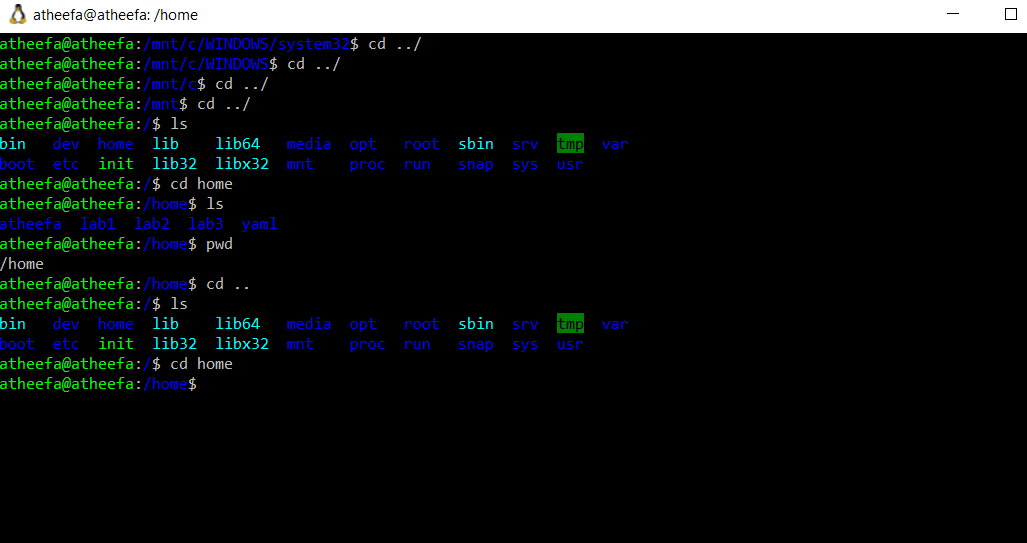 atheefa@atheefa: /home
atheefa@atheefa:/mnt/c/WINDOWS/system32$ cd ../
atheefa@atheefa:/mnt/c/WINDOWS$ cd ../
atheefa@atheefa:/mnt/c$ cd ../
atheefa@atheefa:/mnt$ cd ../
atheefa@atheefa:/$ ls
bin   dev  home  lib    lib64   media  opt   root  sbin  srv  tmp  var
boot  etc  init  lib32  libx32  mnt    proc  run   snap  sys  usr
atheefa@atheefa:/$ cd home
atheefa@atheefa:/home$ ls
atheefa  lab1  lab2  lab3  yaml
atheefa@atheefa:/home$ pwd
/home
atheefa@atheefa:/home$ cd ..
atheefa@atheefa:/$ ls
bin   dev  home  lib    lib64   media  opt   root  sbin  srv  tmp  var
boot  etc  init  lib32  libx32  mnt    proc  run   snap  sys  usr
atheefa@atheefa:/$ cd home
atheefa@atheefa:/home$